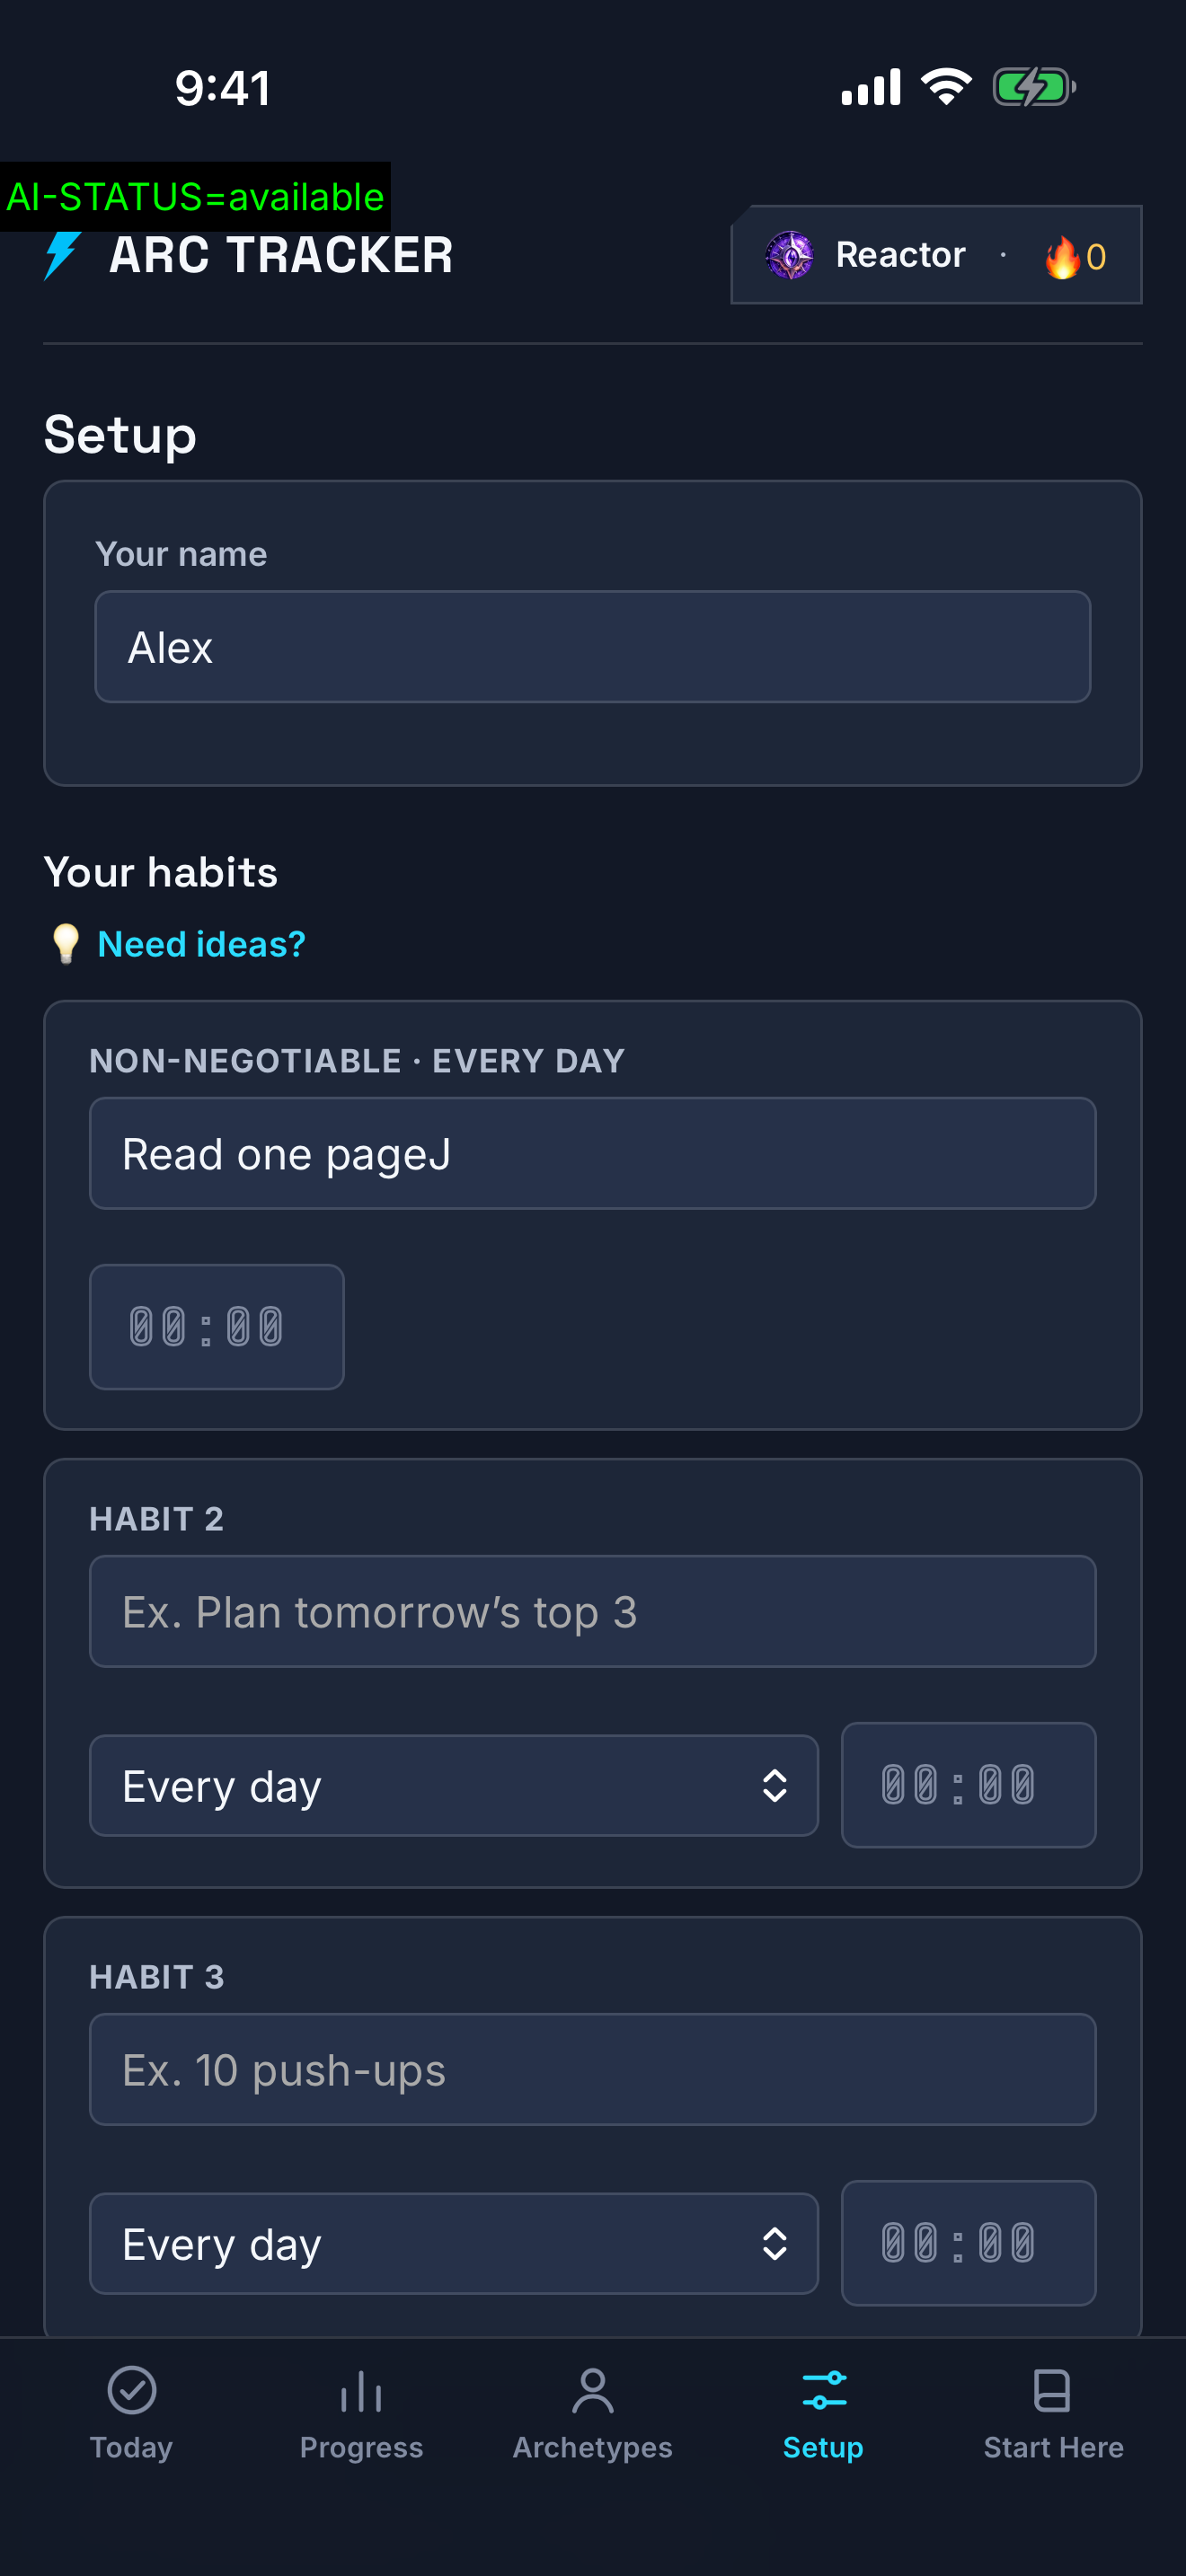 9:41
AI-STATUS=available
ARC TRACKER
Reactor · 🔥0
Setup
Your name
Alex
Your habits
💡 Need ideas?
NON-NEGOTIABLE · EVERY DAY
Read one pageJ
00:00
HABIT 2
Ex. Plan tomorrow’s top 3
Every day 00:00
HABIT 3
Ex. 10 push-ups
Every day 00:00
Today Progress Archetypes Setup Start Here